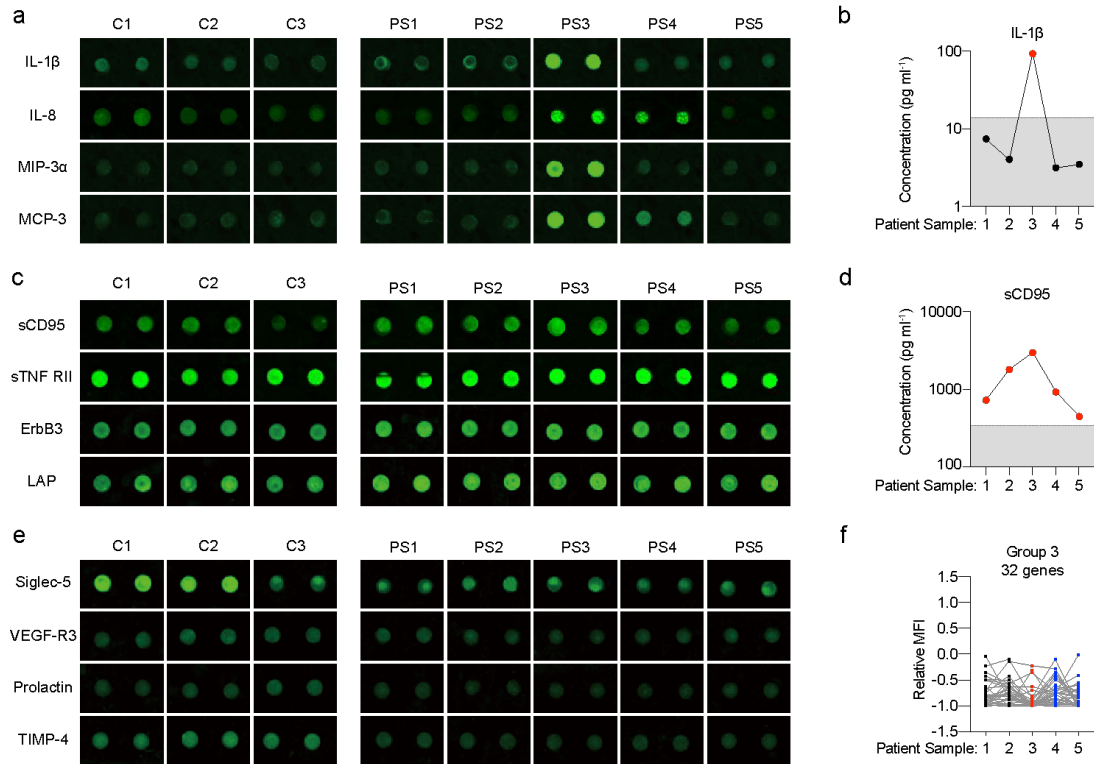 a
C1 C2 C3 PS1 PS2 PS3 PS4 PS5
IL-1β
IL-8
MIP-3α
MCP-3
b
IL-1β
Concentration (pg ml⁻¹)
100
10
1
Patient Sample: 1 2 3 4 5
c
C1 C2 C3 PS1 PS2 PS3 PS4 PS5
sCD95
sTNF RII
ErbB3
LAP
d
sCD95
Concentration (pg ml⁻¹)
10000
1000
100
Patient Sample: 1 2 3 4 5
e
C1 C2 C3 PS1 PS2 PS3 PS4 PS5
Siglec-5
VEGF-R3
Prolactin
TIMP-4
f
Group 3
32 genes
Relative MFI
1.5
1.0
0.5
0.0
-0.5
-1.0
-1.5
Patient Sample: 1 2 3 4 5